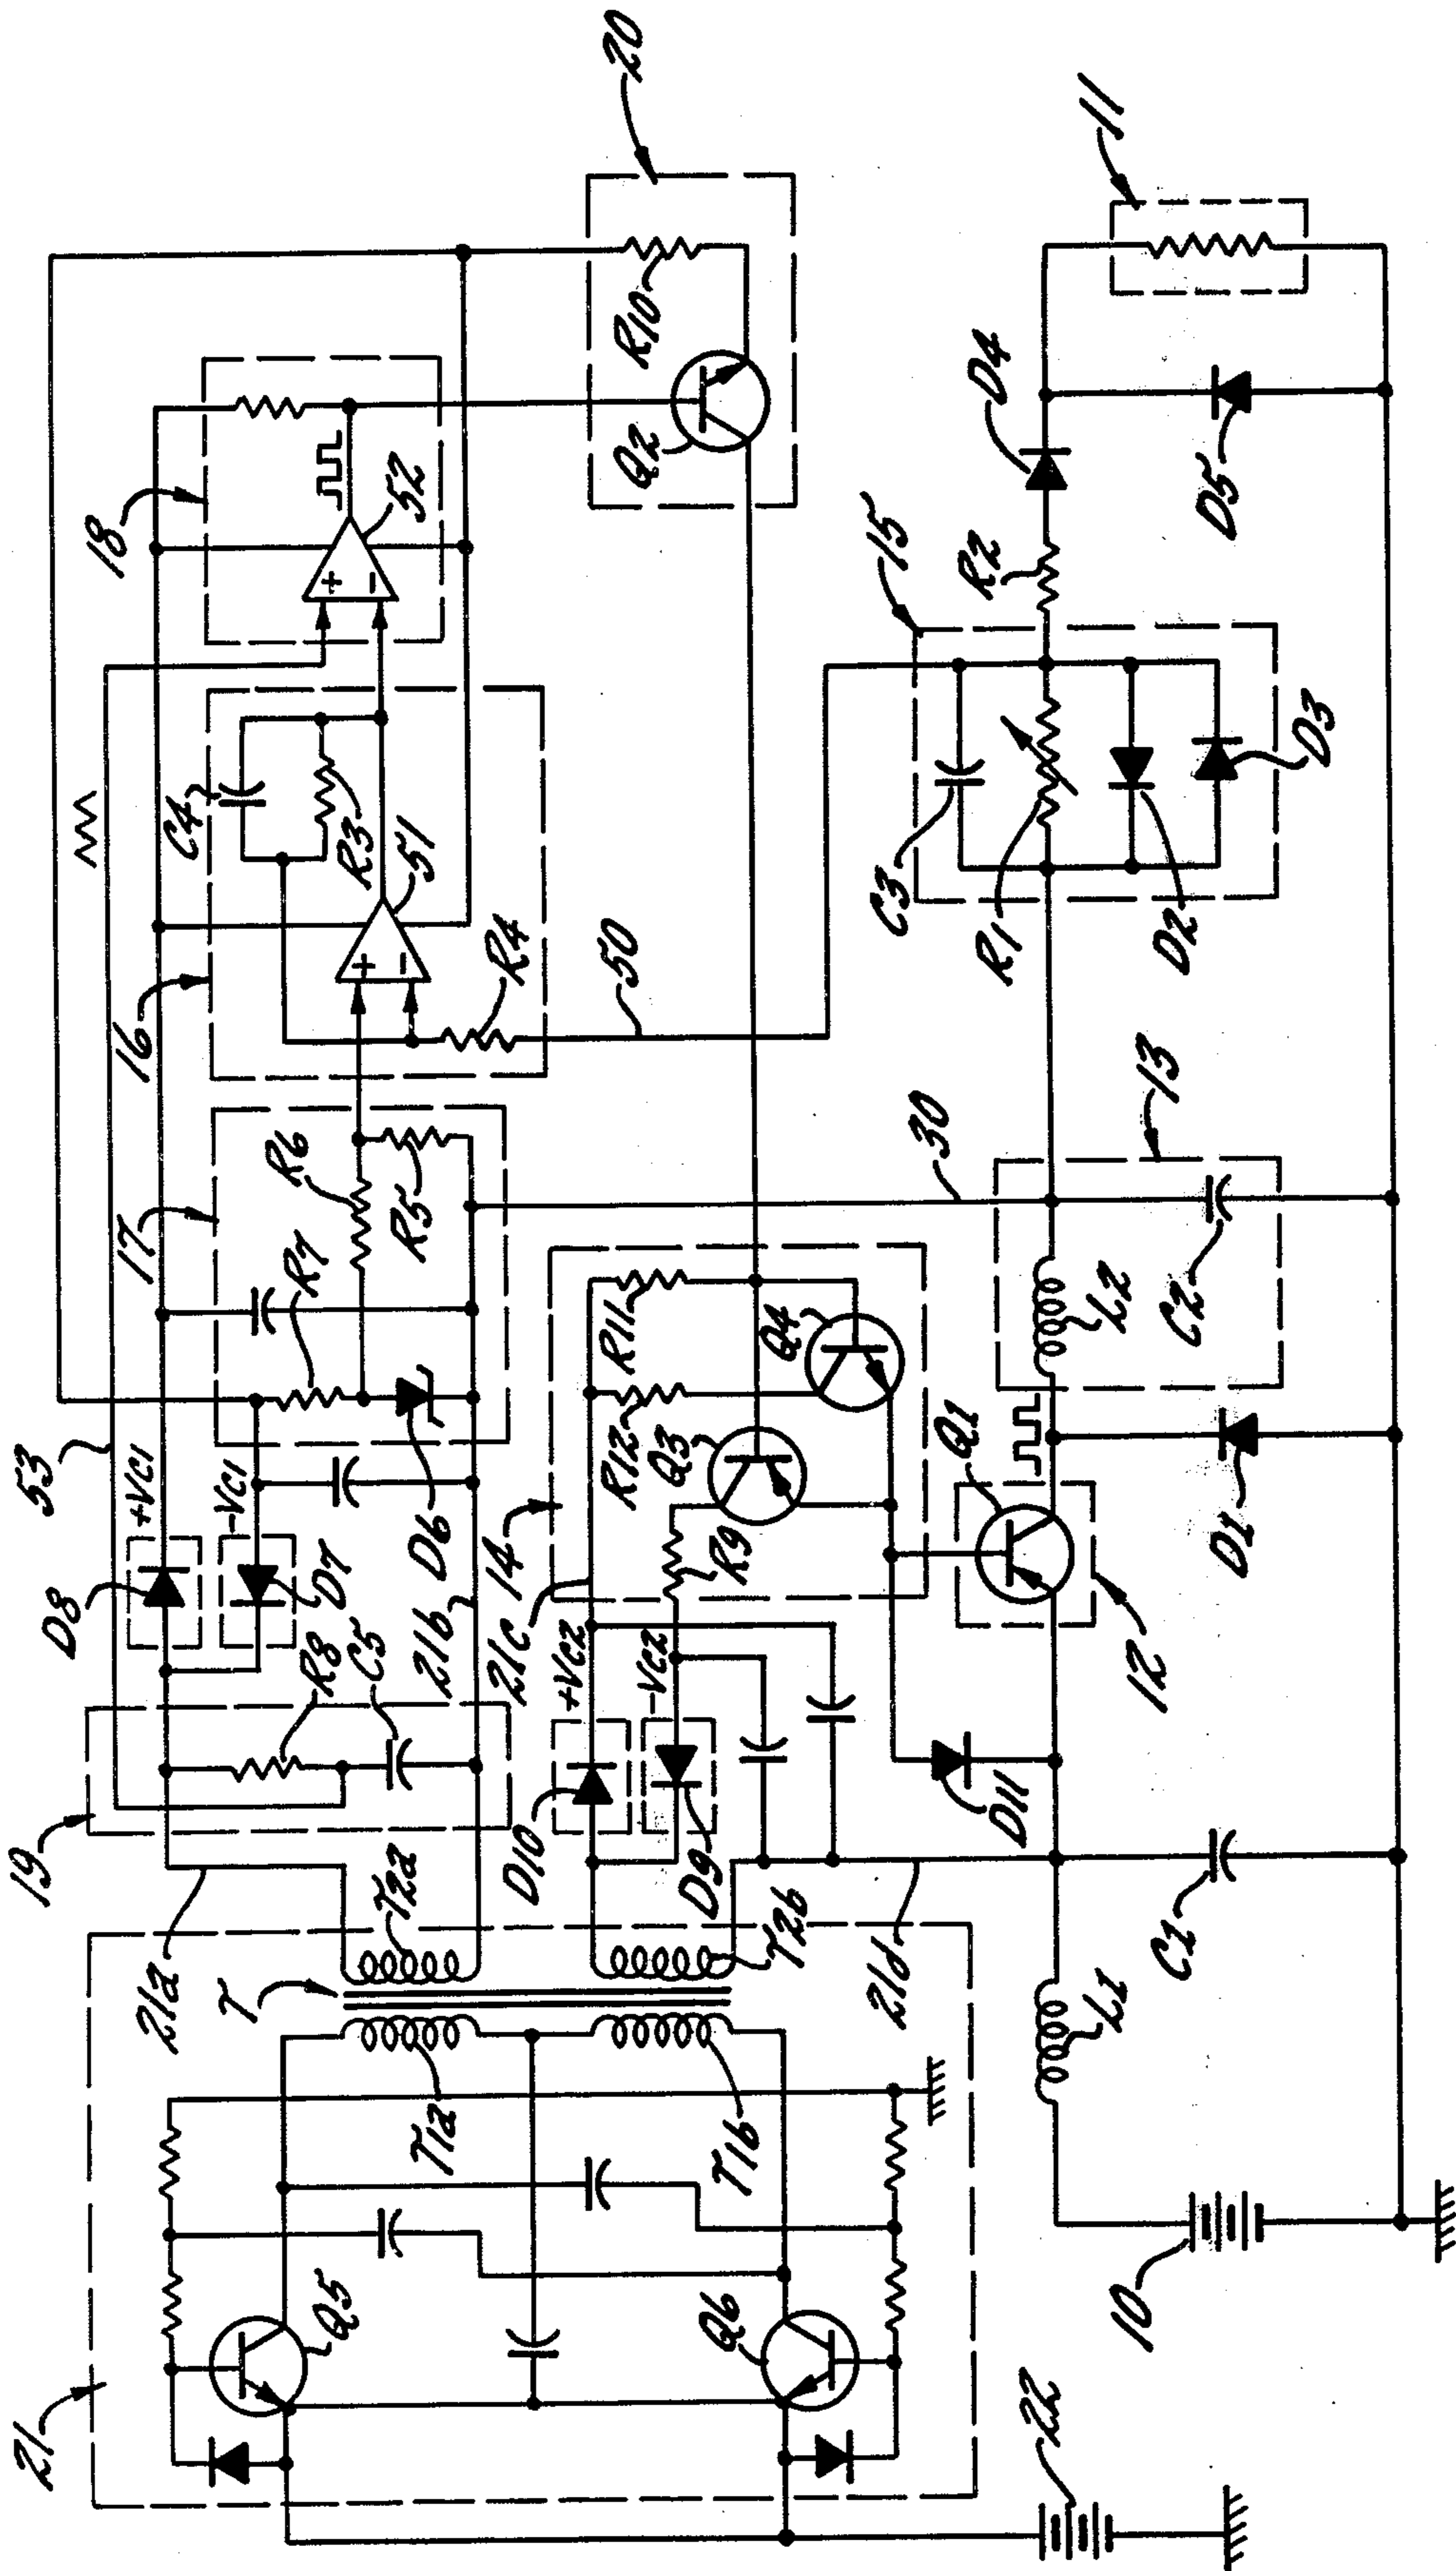 53
18
20
16
C4
R3
51
52
R4
50
17
R6
R5
R7
D8
+VC1
-VC1
D7
D6
R8
C5
21b
19
21a
T
T2a
T1a
T1b
T2b
21
Q5
Q6
22
10
L1
C1
21d
D10
D9
+VC2
-VC2
21c
14
R12
R11
Q3
Q4
R9
D11
12
Q1
D1
L2
C2
13
30
15
C3
R1
D2
D3
R2
D4
D5
11
Q2
R10
+
-
+
-